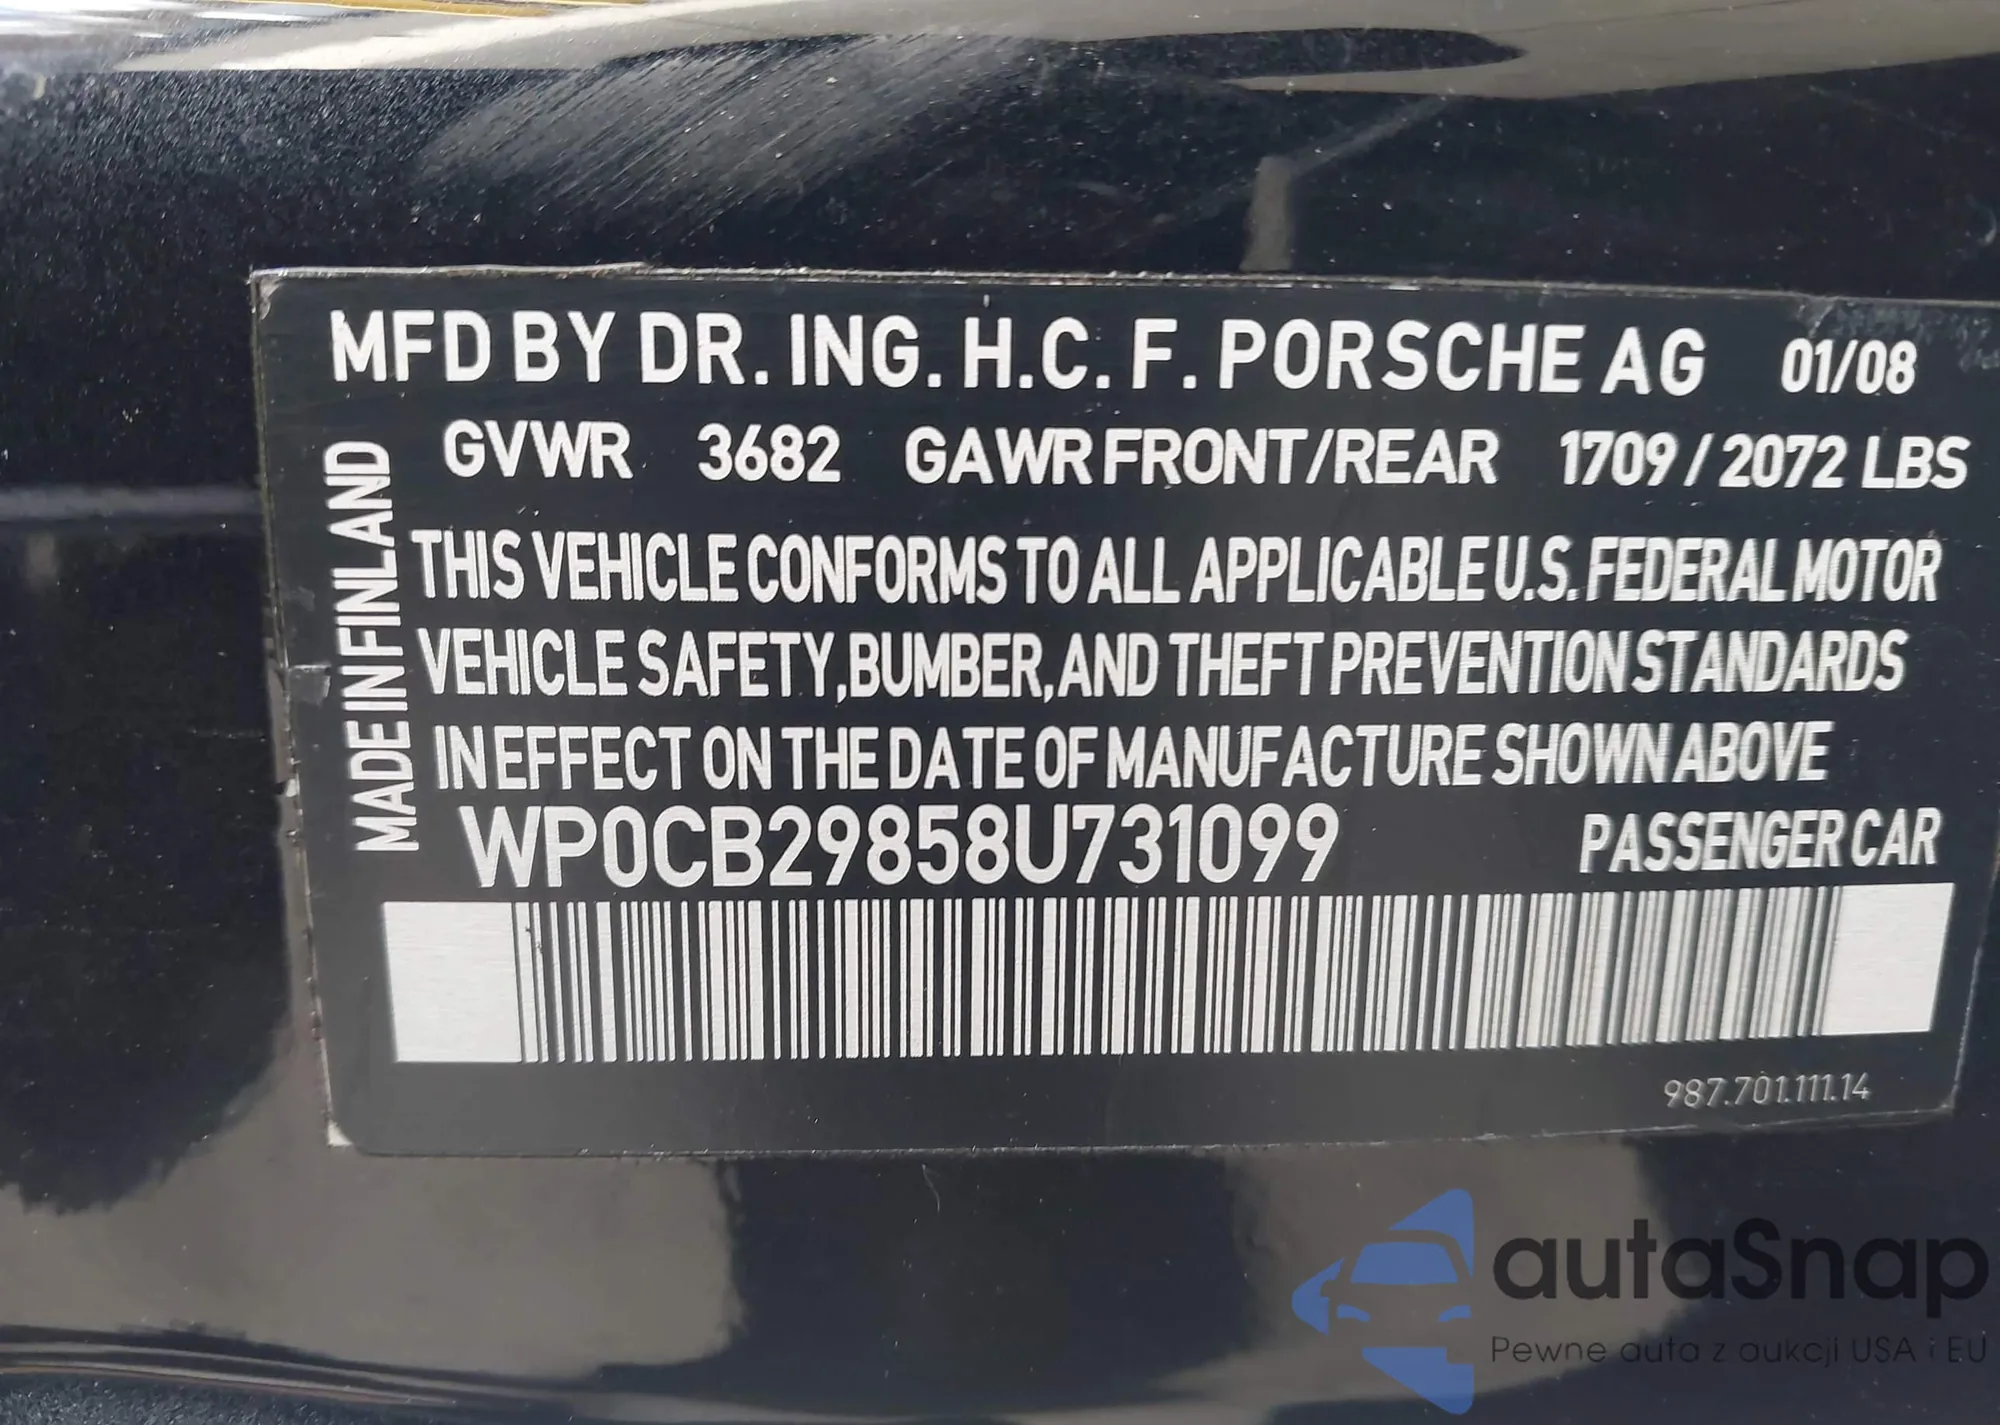 MFD BY DR. ING. H.C. F. PORSCHE AG 01/08
GVWR 3682 GAWR FRONT/REAR 1709 / 2072 LBS
MADE IN FINLAND
THIS VEHICLE CONFORMS TO ALL APPLICABLE U.S. FEDERAL MOTOR
VEHICLE SAFETY, BUMBER, AND THEFT PREVENTION STANDARDS
IN EFFECT ON THE DATE OF MANUFACTURE SHOWN ABOVE
WP0CB29858U731099 PASSENGER CAR
987.701.111.14
autaSnap
Pewne auta z aukcji USA i EU